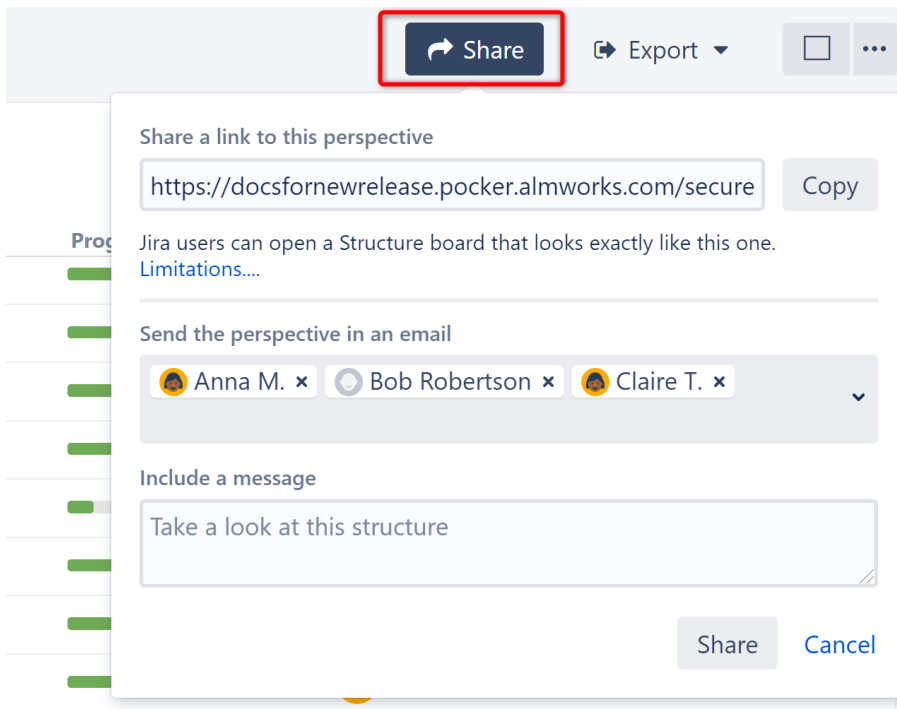 Share
Export
Share a link to this perspective
https://docsfornewrelease.pocker.almworks.com/secure
Copy
Prog
Jira users can open a Structure board that looks exactly like this one.
Limitations....
Send the perspective in an email
Anna M. × Bob Robertson × Claire T. ×
Include a message
Take a look at this structure
Share Cancel